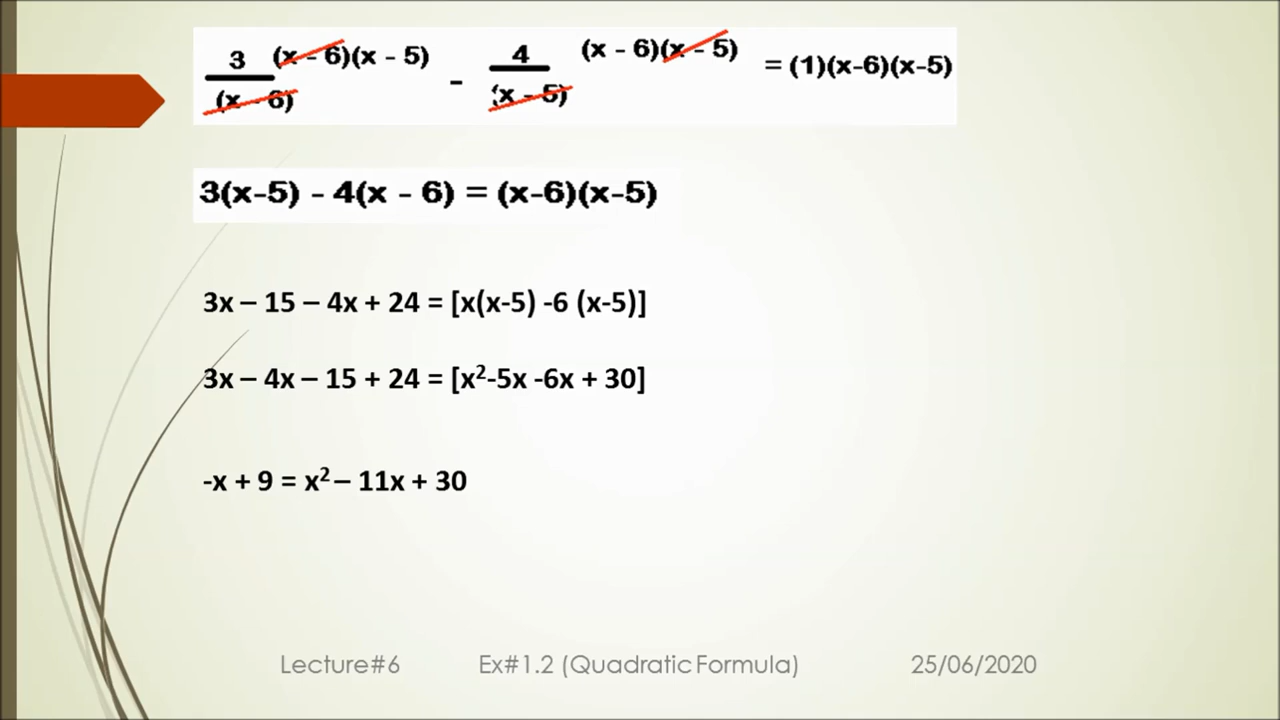 3/(x - 6) (x - 6)(x - 5) - 4/(x - 5) (x - 6)(x - 5) = (1)(x-6)(x-5)
3(x-5) - 4(x - 6) = (x-6)(x-5)
3x – 15 – 4x + 24 = [x(x-5) -6 (x-5)]
3x – 4x – 15 + 24 = [x²-5x -6x + 30]
-x + 9 = x² – 11x + 30
Lecture#6 Ex#1.2 (Quadratic Formula) 25/06/2020